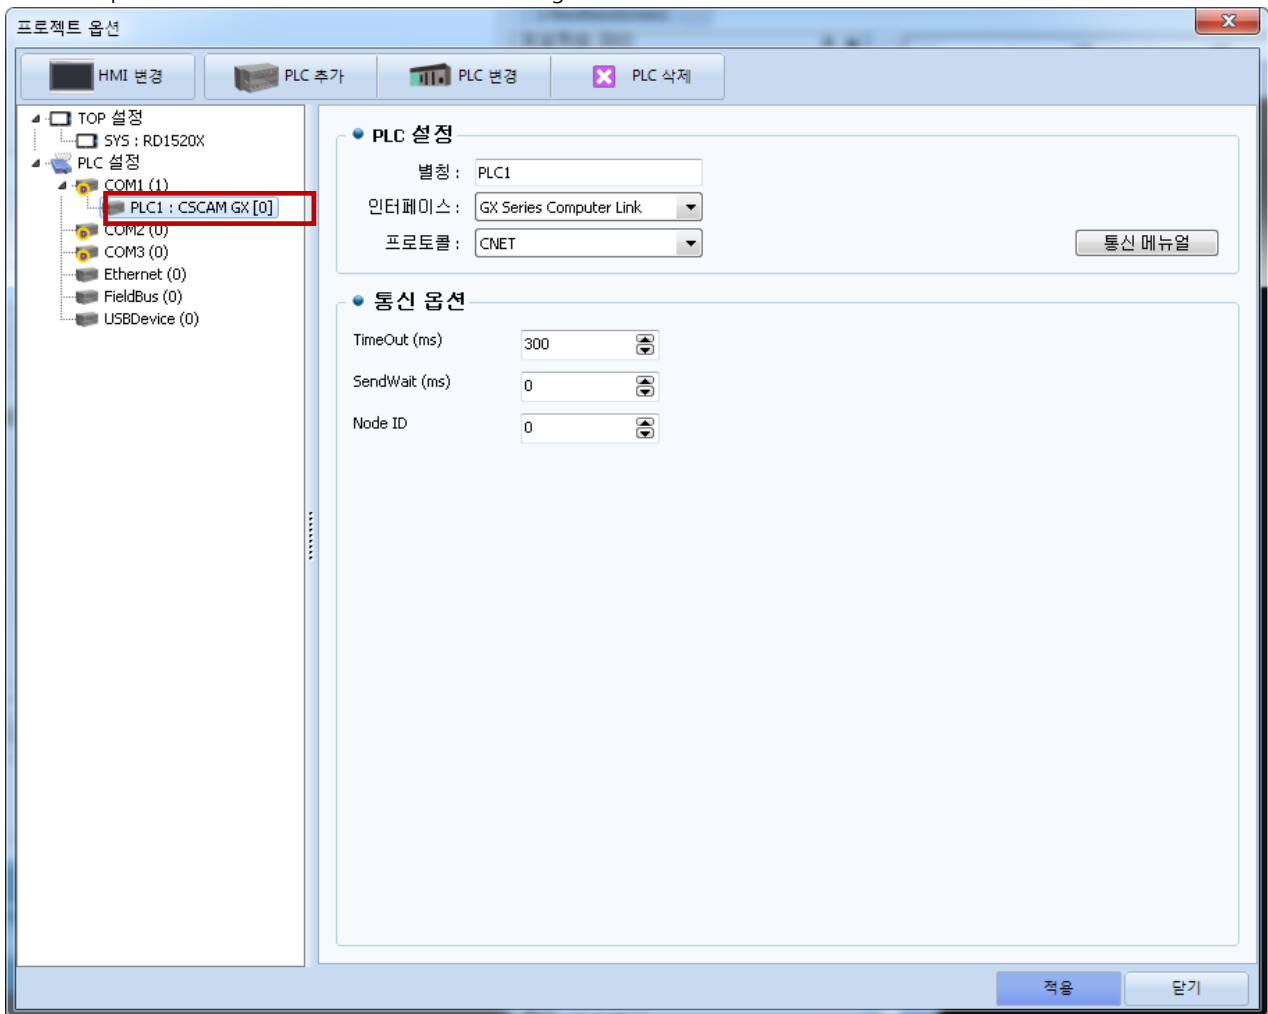 프로젝트 옵션
HMI 변경
PLC 추가
PLC 변경
PLC 삭제
TOP 설정
SYS : RD1520X
PLC 설정
COM1 (1)
PLC1 : CSCAM GX [0]
COM2 (0)
COM3 (0)
Ethernet (0)
FieldBus (0)
USBDevice (0)
PLC 설정
별칭 : PLC1
인터페이스 : GX Series Computer Link
프로토콜 : CNET
통신 메뉴얼
통신 옵션
TimeOut (ms) 300
SendWait (ms) 0
Node ID 0
적용
닫기